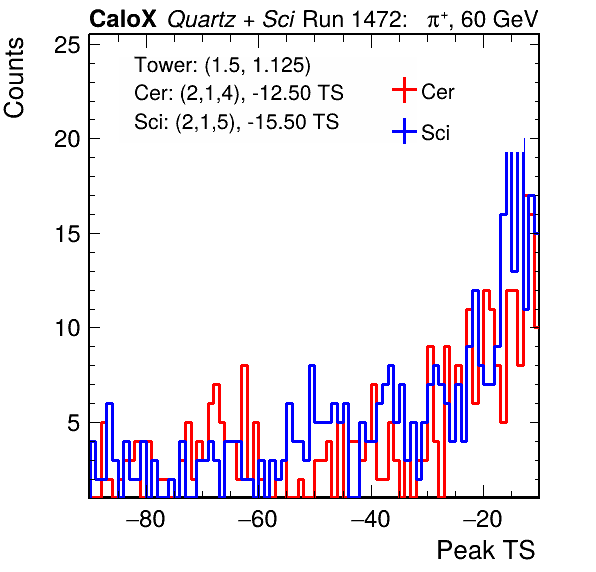 CaloX Quartz + Sci Run 1472: π⁺, 60 GeV
Counts
25
20
15
10
5
Tower: (1.5, 1.125)
Cer: (2,1,4), -12.50 TS
Sci: (2,1,5), -15.50 TS
Cer
Sci
−80 −60 −40 −20
Peak TS